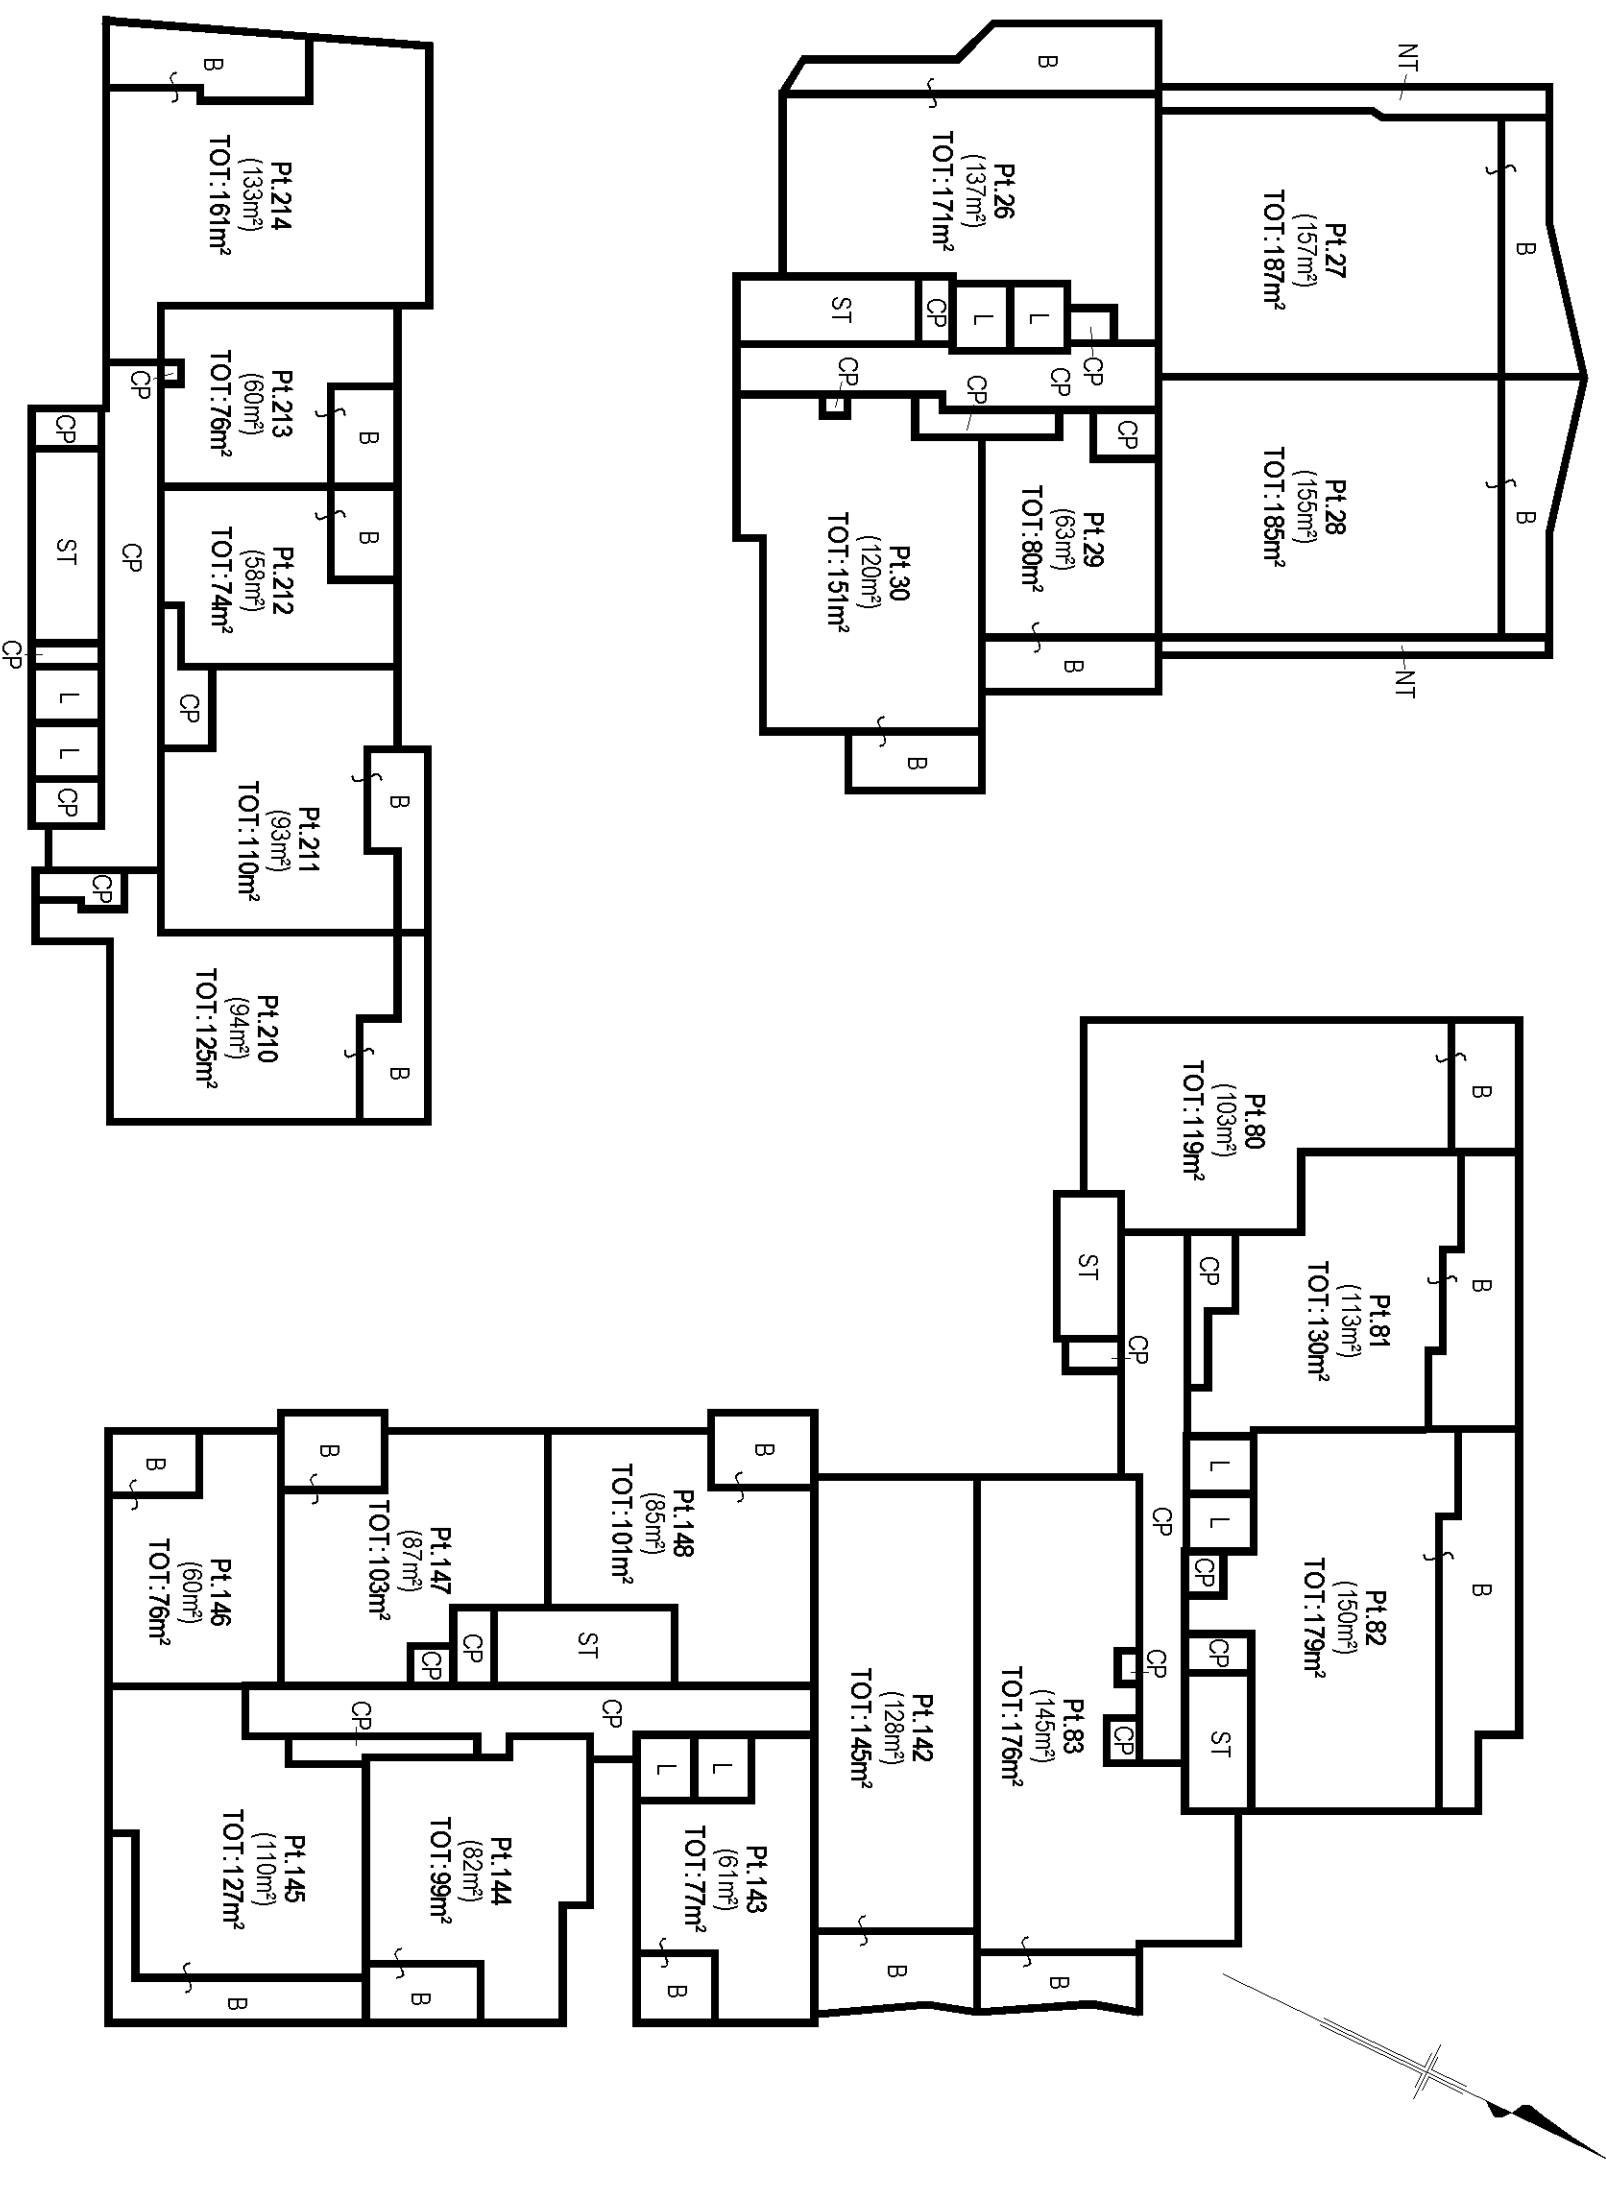 NT
B
B
B
Pt.214
(133m²)
TOT:161m²
Pt.26
(137m²)
TOT:171m²
Pt.27
(157m²)
TOT:187m²
ST
CP
L
L
CP
CP
CP
CP
CP
CP
Pt.213
(60m²)
TOT:76m²
B
CP
CP
ST
CP
CP
L
L
CP
Pt.212
(58m²)
TOT:74m²
B
CP
Pt.28
(155m²)
TOT:185m²
B
Pt.29
(63m²)
TOT:80m²
B
Pt.30
(120m²)
TOT:151m²
B
NT
Pt.211
(93m²)
TOT:110m²
B
CP
Pt.210
(94m²)
TOT:125m²
B
Pt.80
(103m²)
TOT:119m²
B
ST
CP
CP
Pt.81
(113m²)
TOT:130m²
B
L
L
CP
CP
CP
ST
Pt.82
(150m²)
TOT:179m²
B
CP
CP
Pt.83
(145m²)
TOT:176m²
B
Pt.142
(128m²)
TOT:145m²
B
B
Pt.148
(85m²)
TOT:101m²
B
Pt.147
(87m²)
TOT:103m²
B
Pt.146
(60m²)
TOT:76m²
ST
CP
CP
CP
CP
L
L
Pt.143
(61m²)
TOT:77m²
B
Pt.144
(82m²)
TOT:99m²
B
Pt.145
(110m²)
TOT:127m²
B